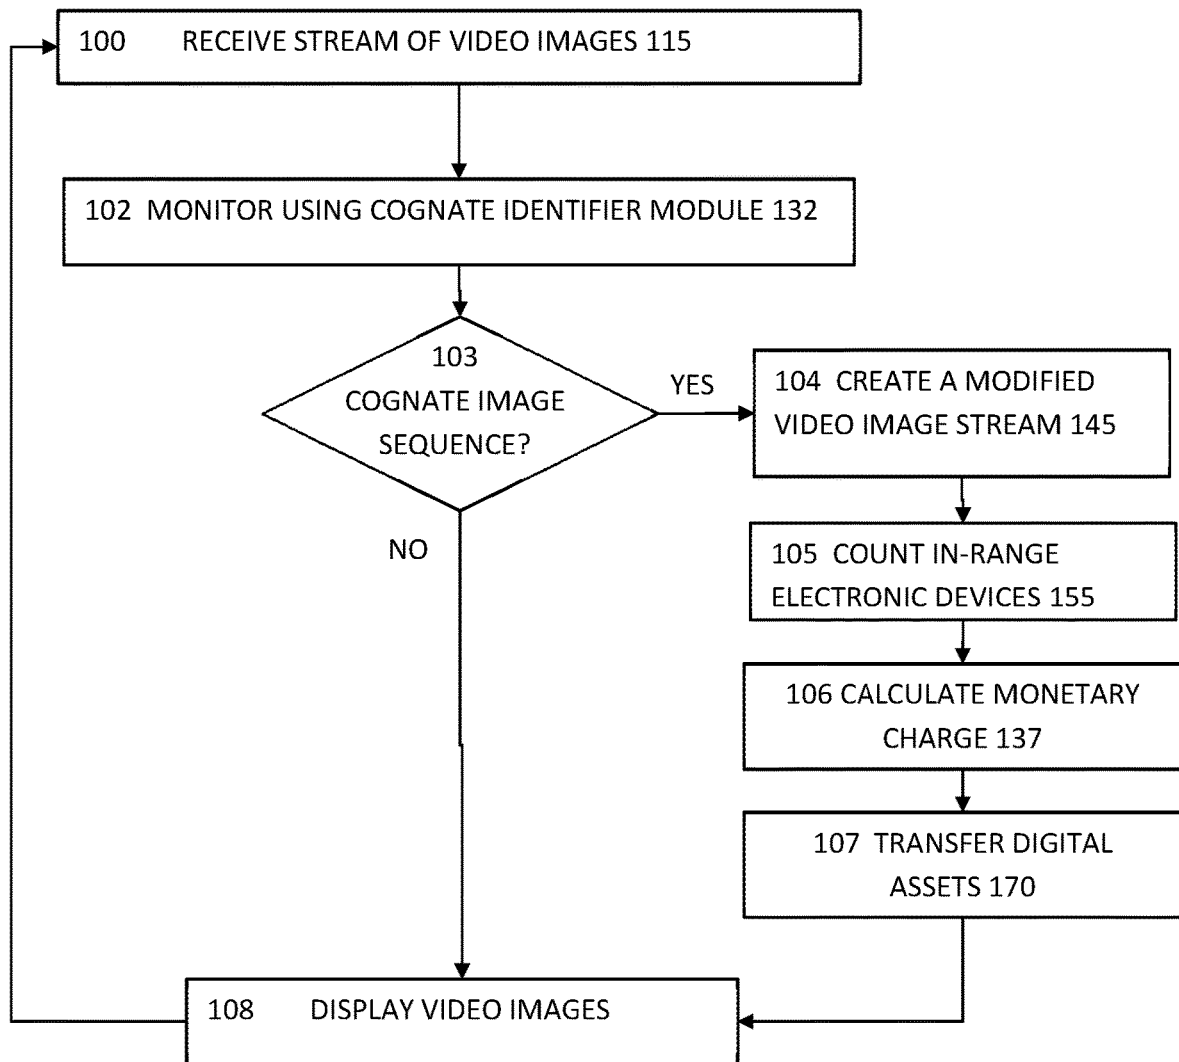 100 RECEIVE STREAM OF VIDEO IMAGES 115
102 MONITOR USING COGNATE IDENTIFIER MODULE 132
103
COGNATE IMAGE
SEQUENCE?
YES
104 CREATE A MODIFIED
VIDEO IMAGE STREAM 145
NO
105 COUNT IN-RANGE
ELECTRONIC DEVICES 155
106 CALCULATE MONETARY
CHARGE 137
107 TRANSFER DIGITAL
ASSETS 170
108 DISPLAY VIDEO IMAGES